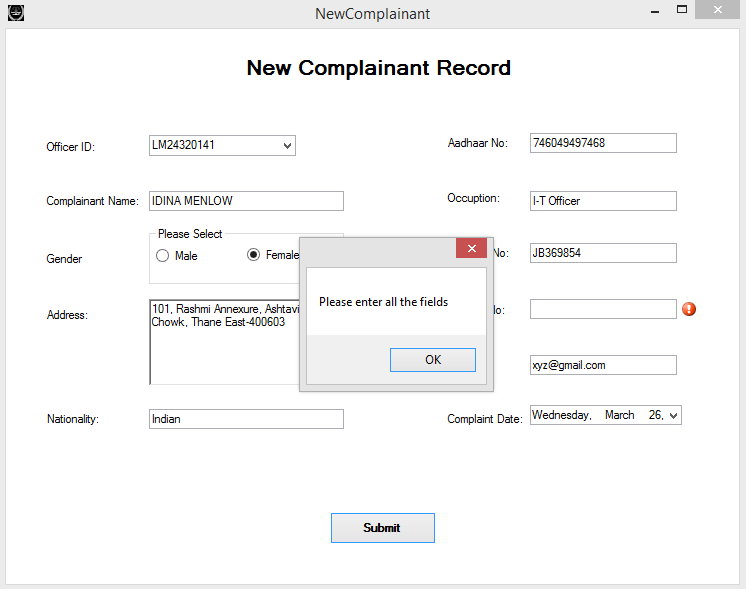 NewComplainant
New Complainant Record
Officer ID: LM24320141
Aadhaar No: 746049497468
Complainant Name: IDINA MENLOW
Occuption: I-T Officer
Please Select
Gender Male Female
No: JB369854
Address: 101, Rashmi Annexure, Ashtavi
Chowk, Thane East-400603
Please enter all the fields
OK
xyz@gmail.com
Nationality: Indian
Complaint Date: Wednesday, March 26,
Submit